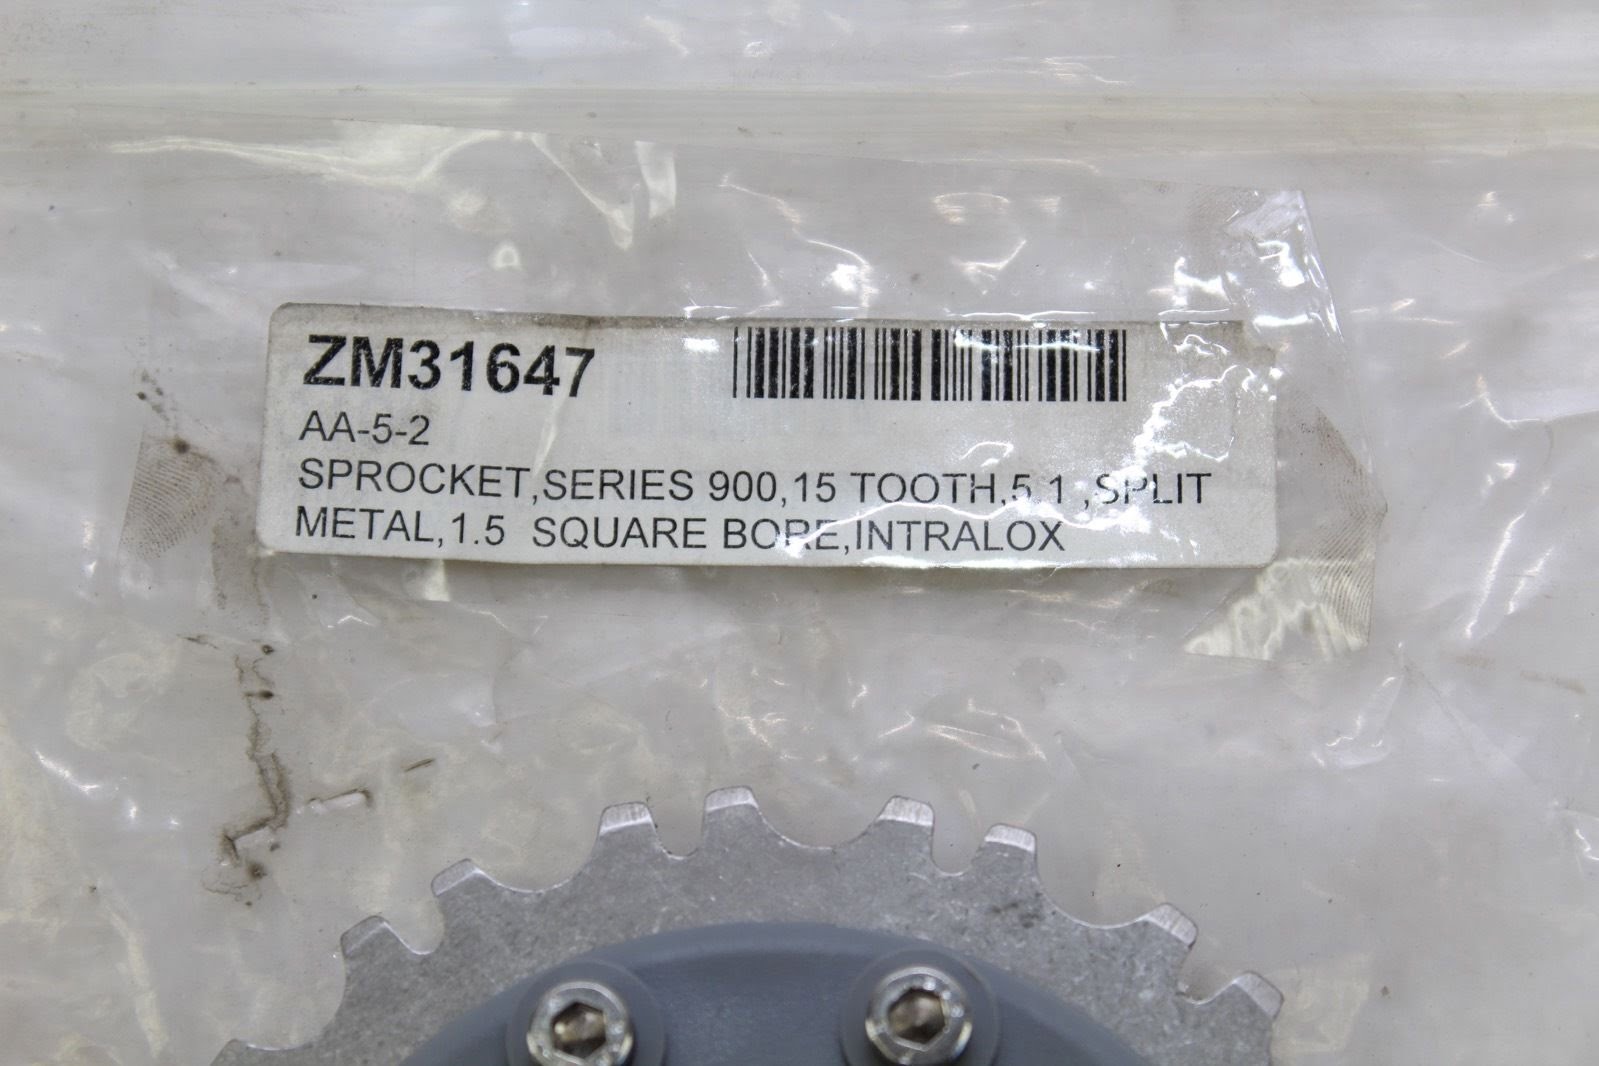 ZM31647
AA-5-2
SPROCKET,SERIES 900,15 TOOTH,5.1 ,SPLIT
METAL,1.5 SQUARE BORE,INTRALOX